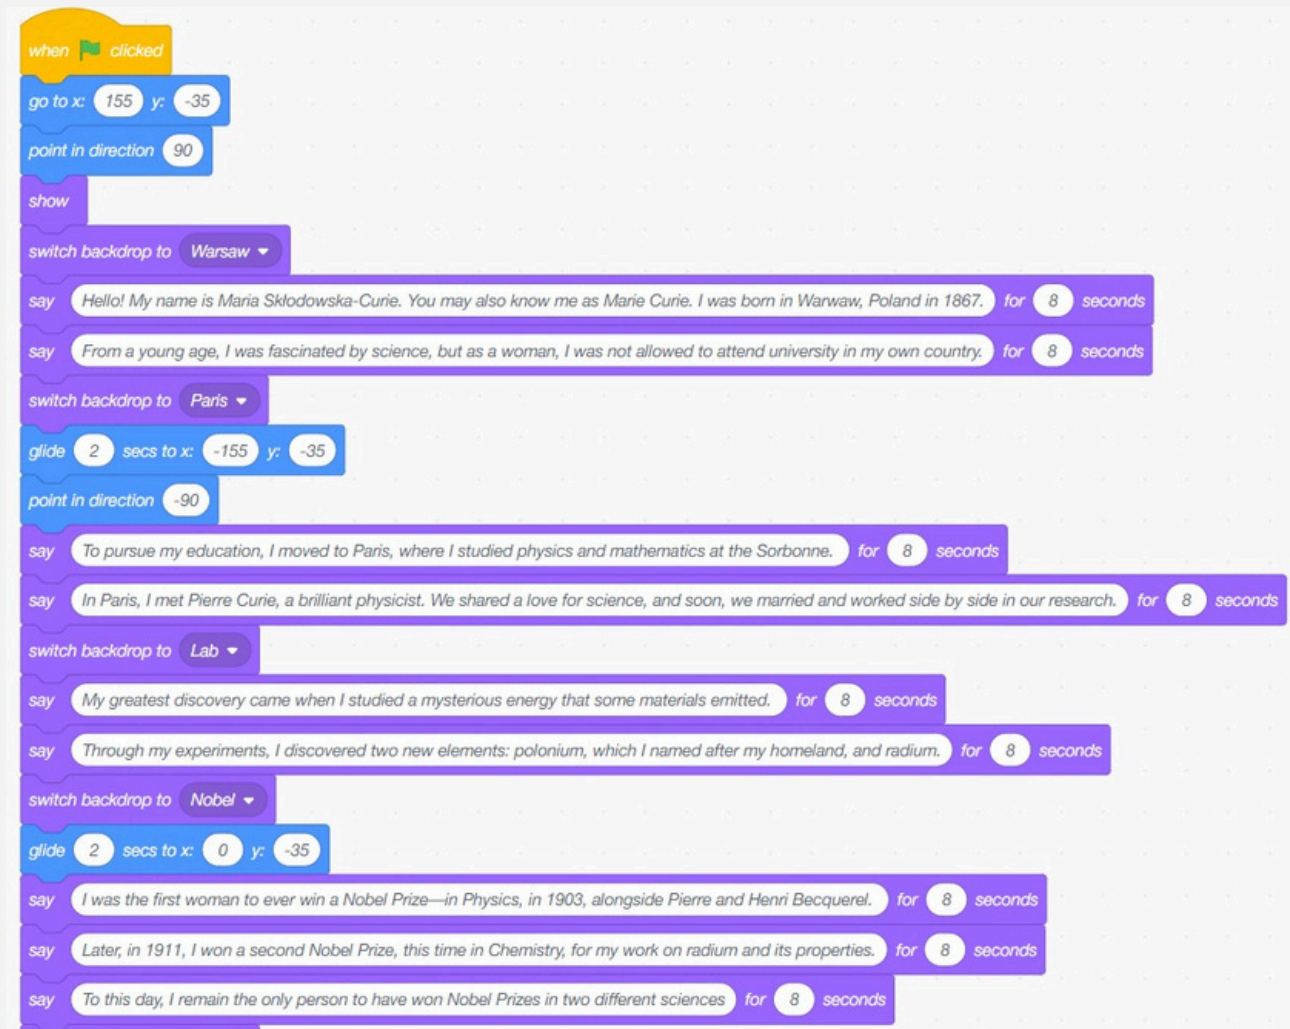 when clicked
go to x: 155 y: -35
point in direction 90
show
switch backdrop to Warsaw
say Hello! My name is Maria Skłodowska-Curie. You may also know me as Marie Curie. I was born in Warwaw, Poland in 1867. for 8 seconds
say From a young age, I was fascinated by science, but as a woman, I was not allowed to attend university in my own country. for 8 seconds
switch backdrop to Paris
glide 2 secs to x: -155 y: -35
point in direction -90
say To pursue my education, I moved to Paris, where I studied physics and mathematics at the Sorbonne. for 8 seconds
say In Paris, I met Pierre Curie, a brilliant physicist. We shared a love for science, and soon, we married and worked side by side in our research. for 8 seconds
switch backdrop to Lab
say My greatest discovery came when I studied a mysterious energy that some materials emitted. for 8 seconds
say Through my experiments, I discovered two new elements: polonium, which I named after my homeland, and radium. for 8 seconds
switch backdrop to Nobel
glide 2 secs to x: 0 y: -35
say I was the first woman to ever win a Nobel Prize—in Physics, in 1903, alongside Pierre and Henri Becquerel. for 8 seconds
say Later, in 1911, I won a second Nobel Prize, this time in Chemistry, for my work on radium and its properties. for 8 seconds
say To this day, I remain the only person to have won Nobel Prizes in two different sciences for 8 seconds